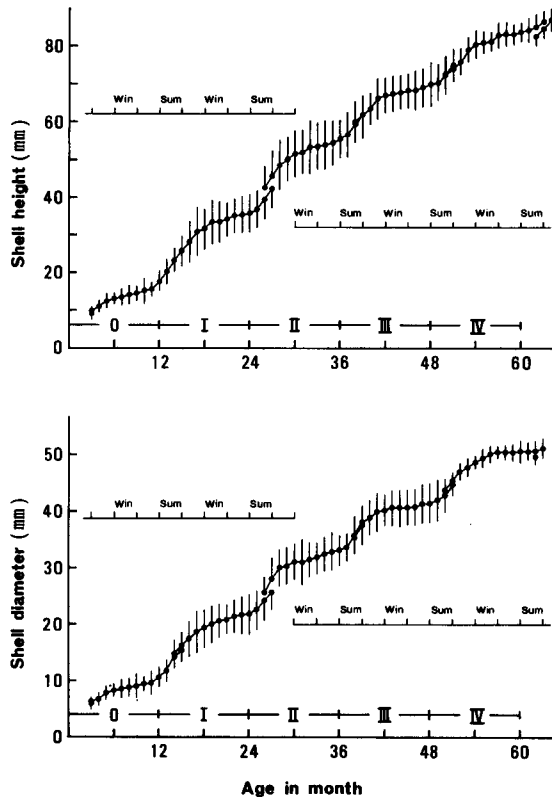 Shell height (mm)
80
60
40
20
0
Win Sum Win Sum
Win Sum Win Sum Win Sum
0 I II III IV
12 24 36 48 60
Shell diameter (mm)
50
40
30
20
10
0
Win Sum Win Sum
Win Sum Win Sum Win Sum
0 I II III IV
12 24 36 48 60
Age in month